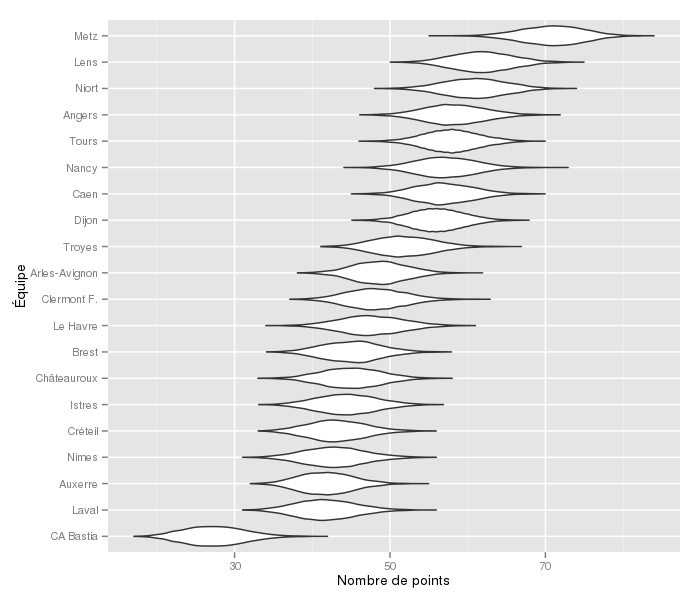 Metz
Lens
Niort
Angers
Tours
Nancy
Caen
Dijon
Troyes
Arles-Avignon
Clermont F.
Le Havre
Brest
Châteauroux
Istres
Créteil
Nimes
Auxerre
Laval
CA Bastia
Équipe
30 50 70
Nombre de points